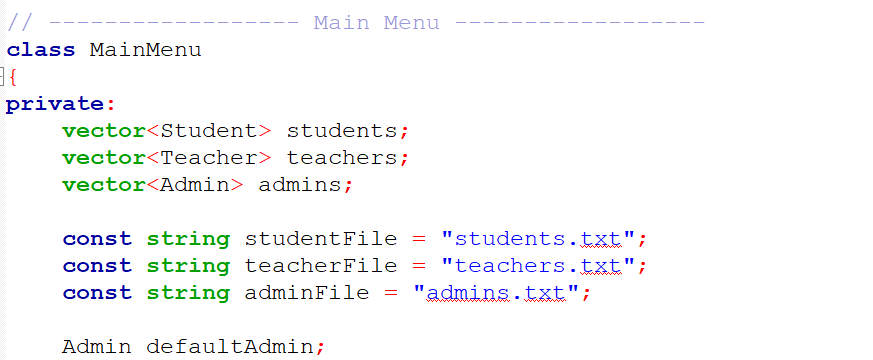 // ------------------ Main Menu ------------------
class MainMenu
{
private:
    vector<Student> students;
    vector<Teacher> teachers;
    vector<Admin> admins;

    const string studentFile = "students.txt";
    const string teacherFile = "teachers.txt";
    const string adminFile = "admins.txt";

    Admin defaultAdmin;